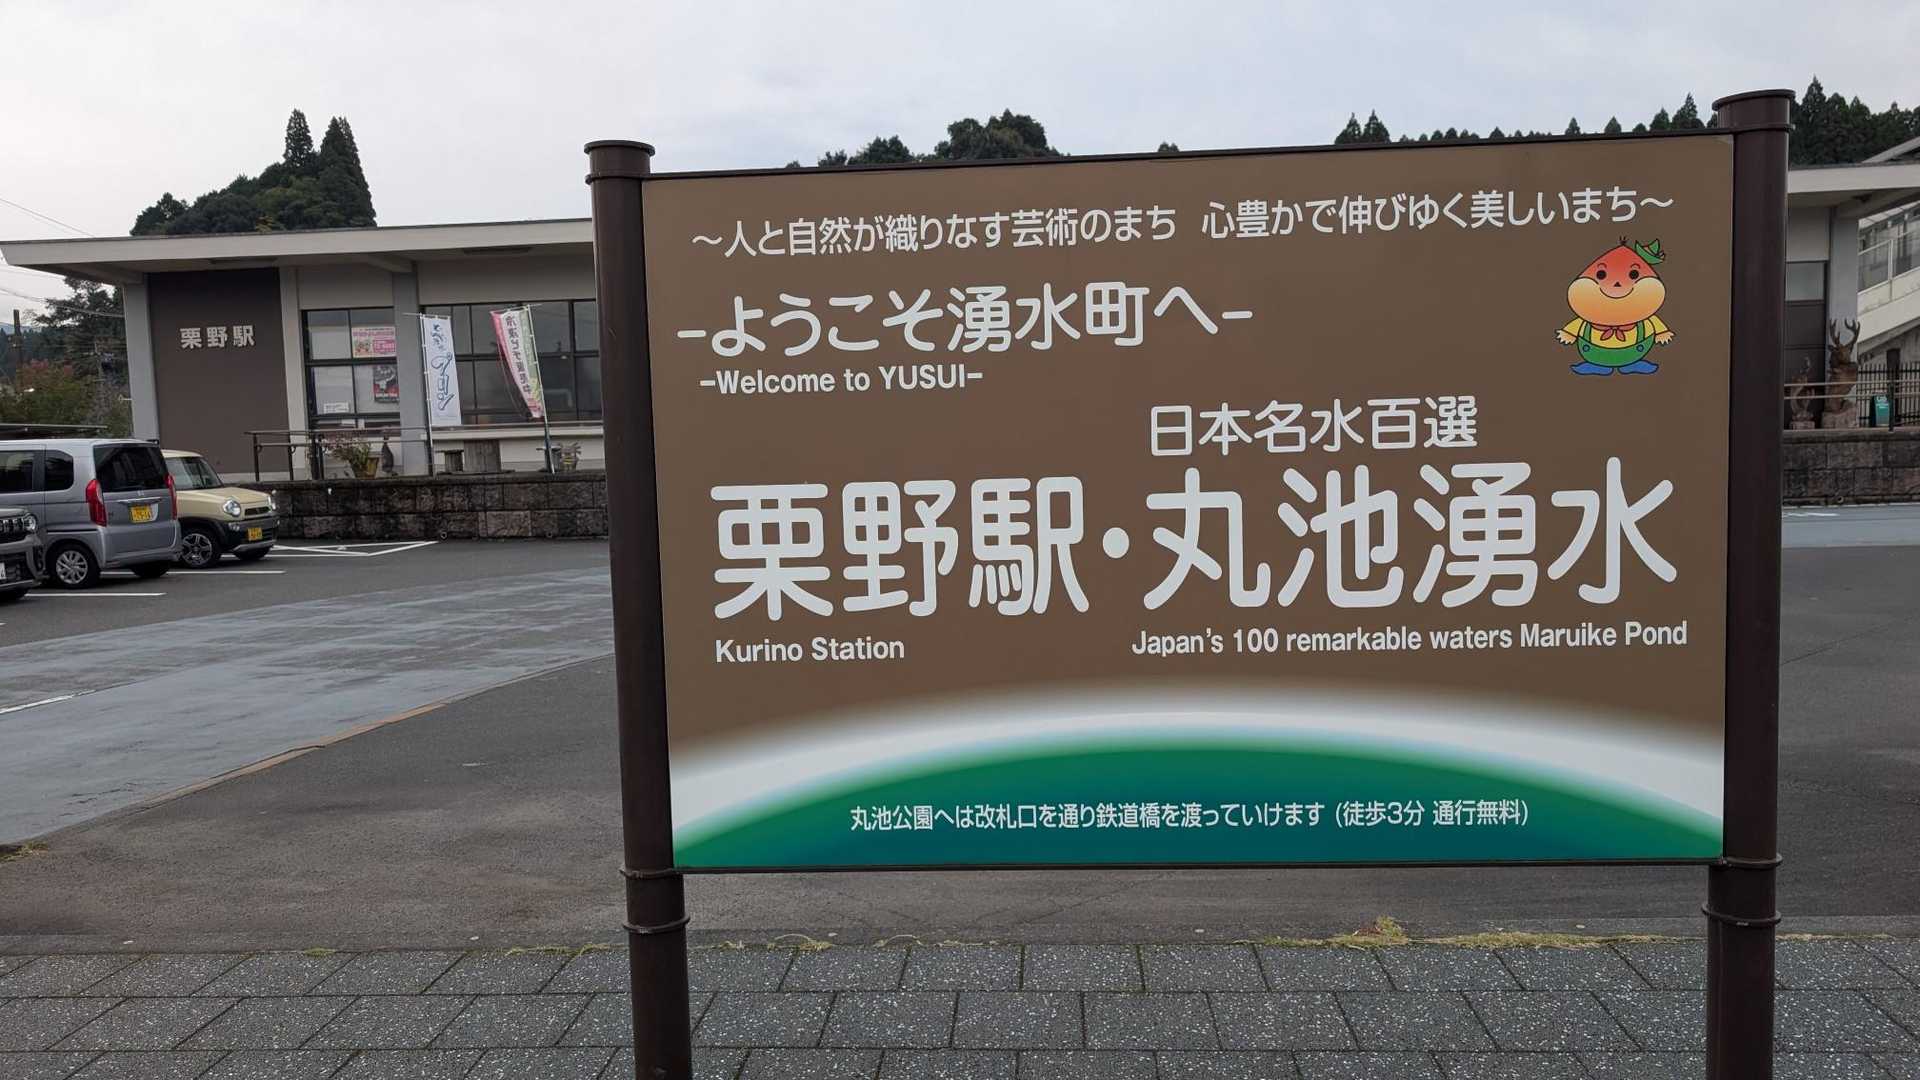 ～人と自然が織りなす芸術のまち 心豊かで伸びゆく美しいまち～
-ようこそ湧水町へ-
-Welcome to YUSUI-
日本名水百選
栗野駅・丸池湧水
Kurino Station
Japan's 100 remarkable waters Maruike Pond
丸池公園へは改札口を通り鉄道橋を渡っていけます (徒歩3分 通行無料)
栗野駅